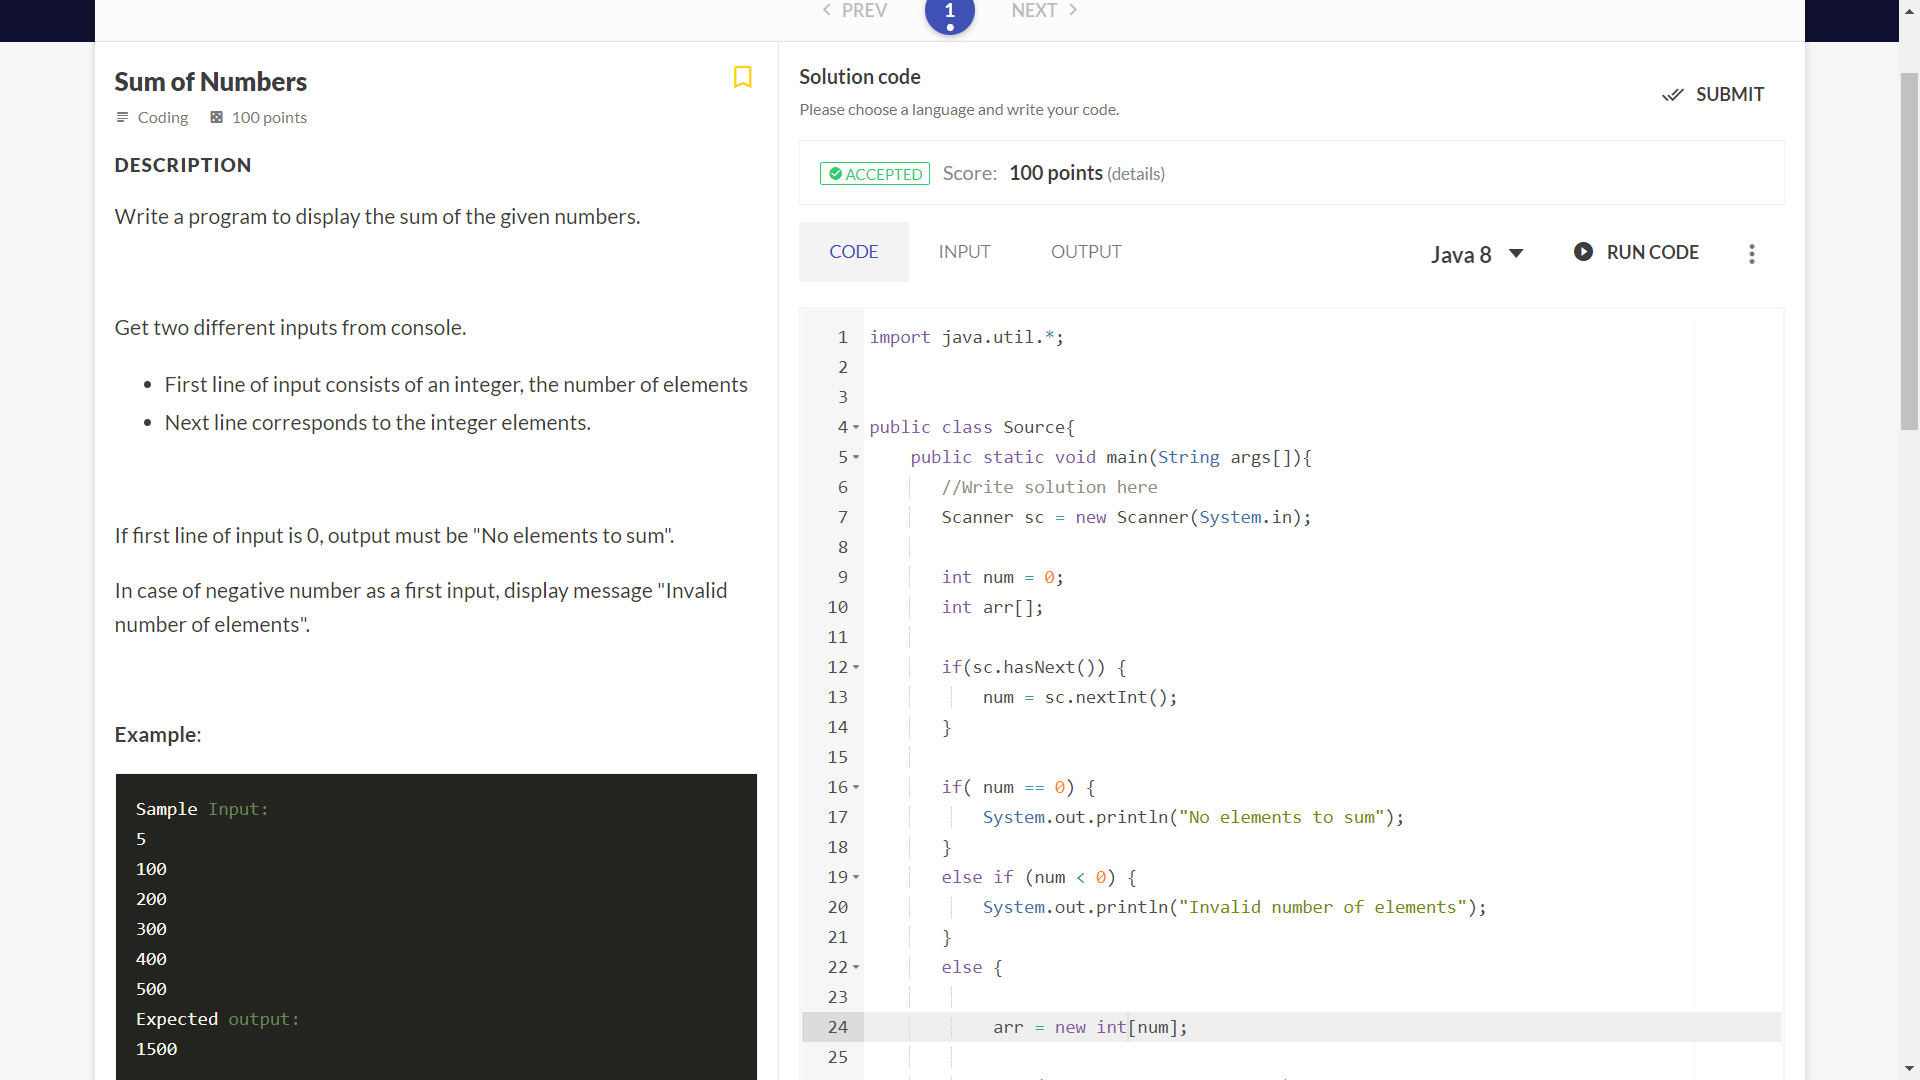 PREV 1 NEXT
Sum of Numbers
Coding 100 points
DESCRIPTION
Write a program to display the sum of the given numbers.
Get two different inputs from console.
• First line of input consists of an integer, the number of elements
• Next line corresponds to the integer elements.
If first line of input is 0, output must be "No elements to sum".
In case of negative number as a first input, display message "Invalid
number of elements".
Example:
Sample Input:
5
100
200
300
400
500
Expected output:
1500
Solution code
Please choose a language and write your code.
SUBMIT
ACCEPTED Score: 100 points (details)
CODE INPUT OUTPUT Java 8 RUN CODE
1 import java.util.*;
2
3
4 public class Source{
5 public static void main(String args[]){
6 //Write solution here
7 Scanner sc = new Scanner(System.in);
8
9 int num = 0;
10 int arr[];
11
12 if(sc.hasNext()) {
13 num = sc.nextInt();
14 }
15
16 if( num == 0) {
17 System.out.println("No elements to sum");
18 }
19 else if (num < 0) {
20 System.out.println("Invalid number of elements");
21 }
22 else {
23
24 arr = new int[num];
25